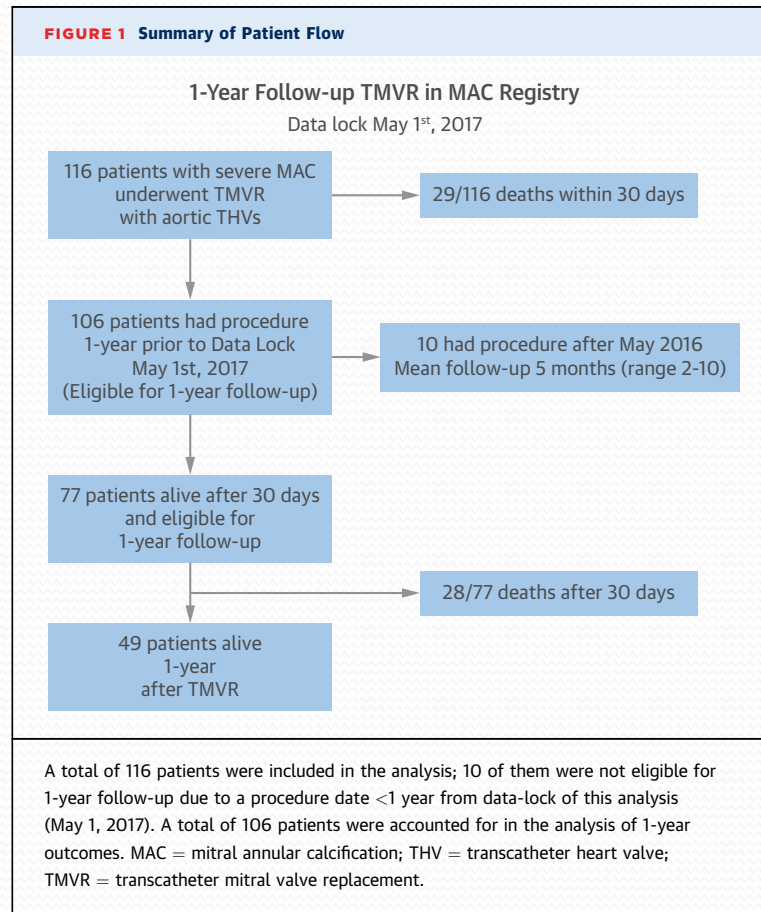 FIGURE 1 Summary of Patient Flow
1-Year Follow-up TMVR in MAC Registry
Data lock May 1st, 2017
116 patients with severe MAC
underwent TMVR
with aortic THVs
29/116 deaths within 30 days
106 patients had procedure
1-year prior to Data Lock
May 1st, 2017
(Eligible for 1-year follow-up)
10 had procedure after May 2016
Mean follow-up 5 months (range 2-10)
77 patients alive after 30 days
and eligible for
1-year follow-up
28/77 deaths after 30 days
49 patients alive
1-year
after TMVR
A total of 116 patients were included in the analysis; 10 of them were not eligible for
1-year follow-up due to a procedure date <1 year from data-lock of this analysis
(May 1, 2017). A total of 106 patients were accounted for in the analysis of 1-year
outcomes. MAC = mitral annular calcification; THV = transcatheter heart valve;
TMVR = transcatheter mitral valve replacement.